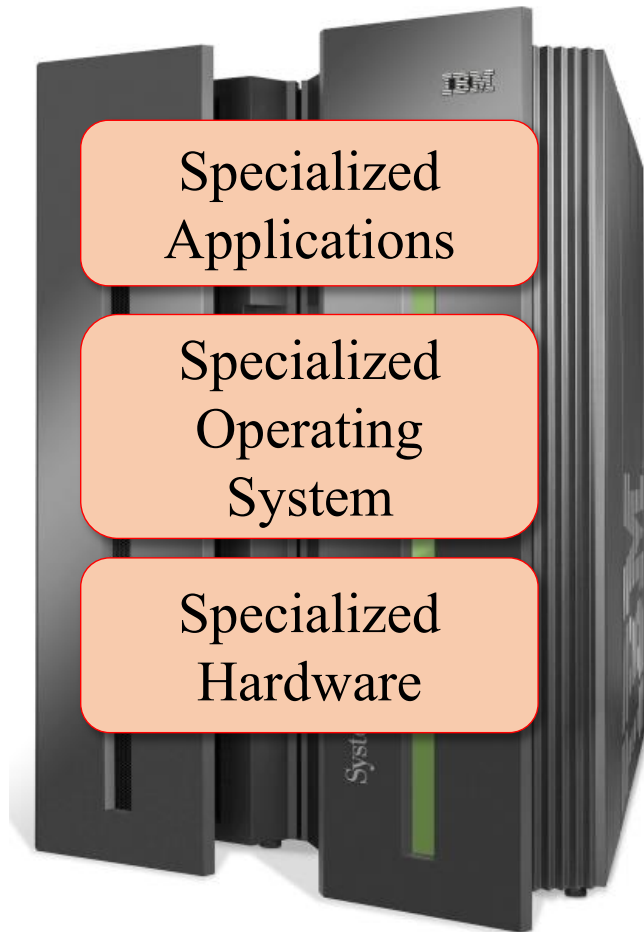 IBM
Specialized
Applications
Specialized
Operating
System
Specialized
Hardware